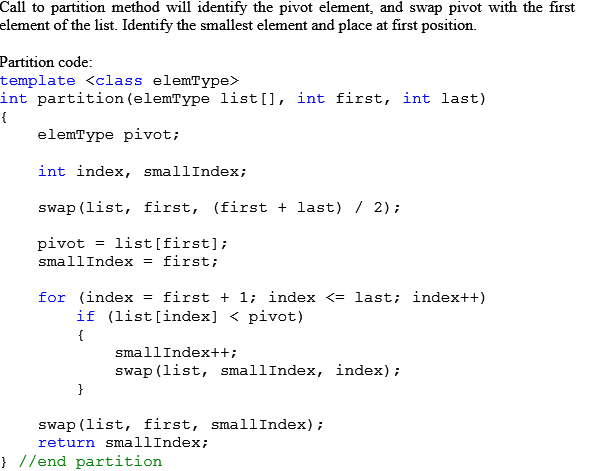 Call to partition method will identify the pivot element, and swap pivot with the first
element of the list. Identify the smallest element and place at first position.
Partition code:
template <class elemType>
int partition(elemType list[], int first, int last)
{
elemType pivot;
int index, smallIndex;
swap(list, first, (first + last) / 2);
pivot = list[first];
smallIndex = first;
for (index = first + 1; index <= last; index++)
if (list[index] < pivot)
{
smallIndex++;
swap(list, smallIndex, index);
}
swap(list, first, smallIndex);
return smallIndex;
} //end partition